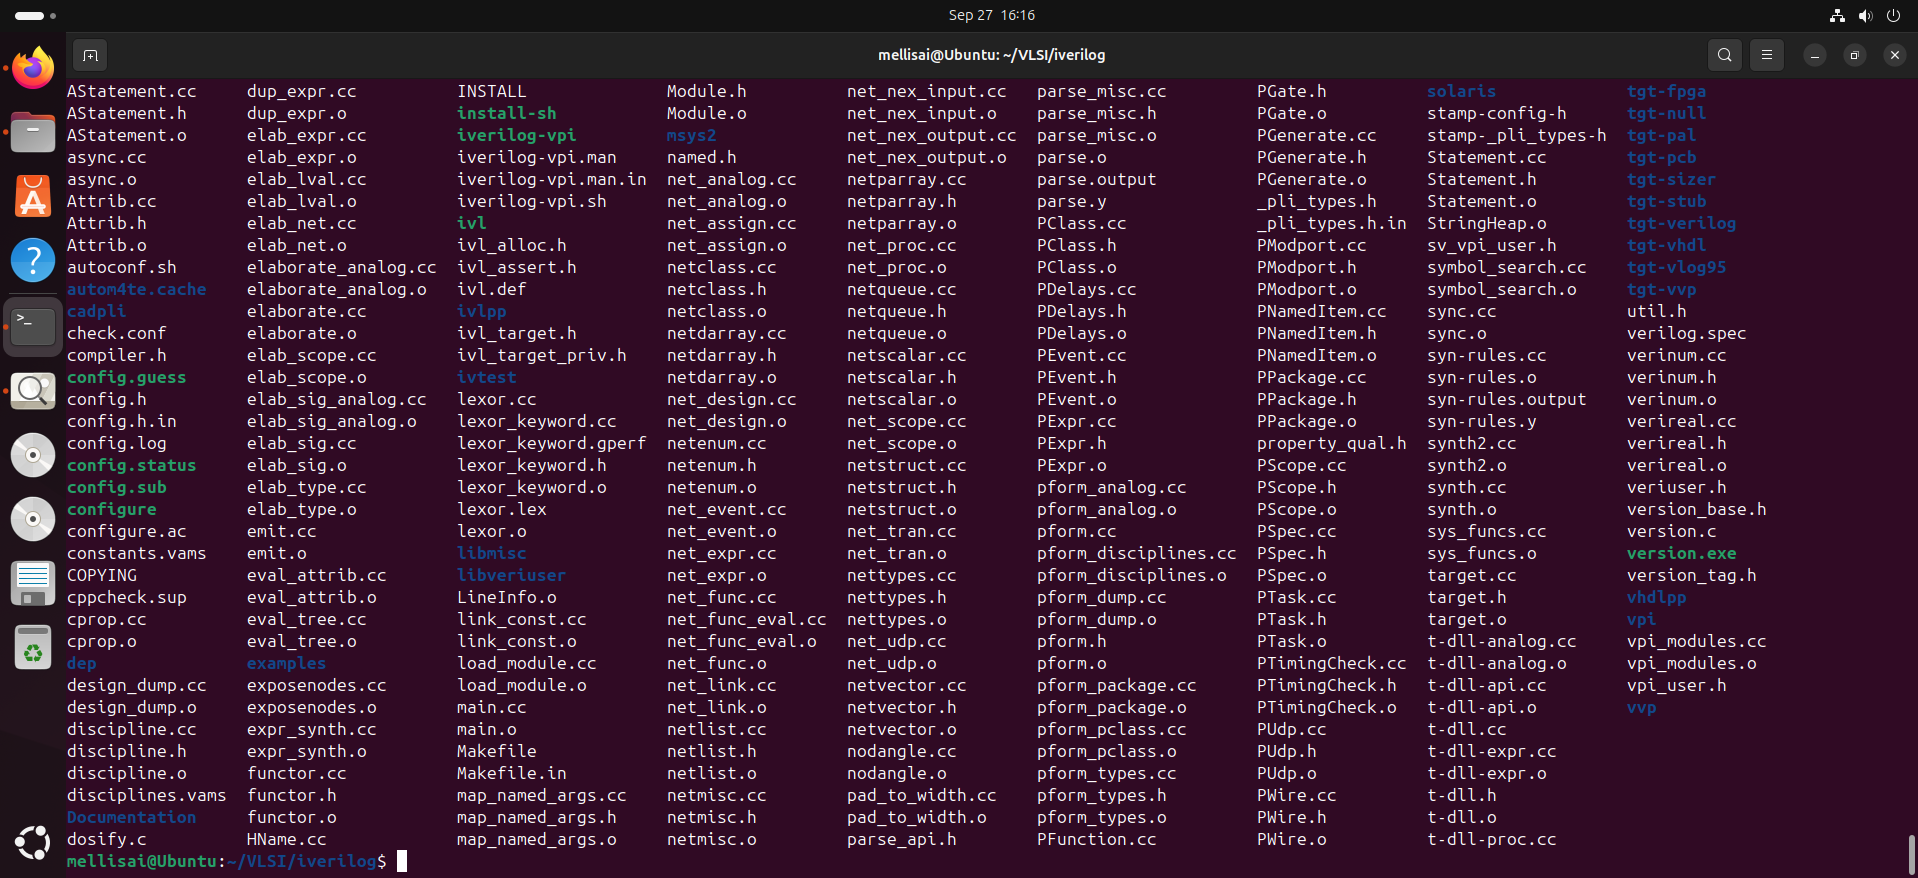 Sep 27 16:16
mellisai@Ubuntu: ~/VLSI/iverilog
AStatement.cc dup_expr.cc INSTALL Module.h net_nex_input.cc parse_misc.cc PGate.h solaris tgt-fpga
AStatement.h dup_expr.o install-sh Module.o net_nex_input.o parse_misc.h PGate.o stamp-config-h tgt-null
AStatement.o elab_expr.cc iverilog-vpi msys2 net_nex_output.cc parse_misc.o PGenerate.cc stamp-_pli_types-h tgt-pal
async.cc elab_expr.o iverilog-vpi.man named.h net_nex_output.o parse.o PGenerate.h Statement.cc tgt-pcb
async.o elab_lval.cc iverilog-vpi.man.in net_analog.cc netparray.cc parse.output PGenerate.o Statement.h tgt-sizer
Attrib.cc elab_lval.o iverilog-vpi.sh net_analog.o netparray.h parse.y _pli_types.h Statement.o tgt-stub
Attrib.h elab_net.cc ivl net_assign.cc netparray.o PClass.cc _pli_types.h.in StringHeap.o tgt-verilog
Attrib.o elab_net.o ivl_alloc.h net_assign.o net_proc.cc PClass.h PModport.cc sv_vpi_user.h tgt-vhdl
autoconf.sh elaborate_analog.cc ivl_assert.h netclass.cc net_proc.o PClass.o PModport.h symbol_search.cc tgt-vlog95
autom4te.cache elaborate_analog.o ivl.def netclass.h netqueue.cc PDelays.cc PModport.o symbol_search.o tgt-vvp
cadpli elaborate.cc ivlpp netclass.o netqueue.h PDelays.h PNamedItem.cc sync.cc util.h
check.conf elaborate.o ivl_target.h netdarray.cc netqueue.o PDelays.o PNamedItem.h sync.o verilog.spec
compiler.h elab_scope.cc ivl_target_priv.h netdarray.h netscalar.cc PEvent.cc PNamedItem.o syn-rules.cc verinum.cc
config.guess elab_scope.o ivtest netdarray.o netscalar.h PEvent.h PPackage.cc syn-rules.o verinum.h
config.h elab_sig_analog.cc lexor.cc net_design.cc netscalar.o PEvent.o PPackage.h syn-rules.output verinum.o
config.h.in elab_sig_analog.o lexor_keyword.cc net_design.o net_scope.cc PExpr.cc PPackage.o syn-rules.y verireal.cc
config.log elab_sig.cc lexor_keyword.gperf netenum.cc net_scope.o PExpr.h property_qual.h synth2.cc verireal.h
config.status elab_sig.o lexor_keyword.h netenum.h netstruct.cc PExpr.o PScope.cc synth2.o verireal.o
config.sub elab_type.cc lexor_keyword.o netenum.o netstruct.h pform_analog.cc PScope.h synth.cc veriuser.h
configure elab_type.o lexor.lex net_event.cc netstruct.o pform_analog.o PScope.o synth.o version_base.h
configure.ac emit.cc lexor.o net_event.o net_tran.cc pform.cc PSpec.cc sys_funcs.cc version.c
constants.vams emit.o libmisc net_expr.cc net_tran.o pform_disciplines.cc PSpec.h sys_funcs.o version.exe
COPYING eval_attrib.cc libveriuser net_expr.o nettypes.cc pform_disciplines.o PSpec.o target.cc version_tag.h
cppcheck.sup eval_attrib.o LineInfo.o net_func.cc nettypes.h pform_dump.cc PTask.cc target.h vhdlpp
cprop.cc eval_tree.cc link_const.cc net_func_eval.cc nettypes.o pform_dump.o PTask.h target.o vpi
cprop.o eval_tree.o link_const.o net_func_eval.o net_udp.cc pform.h PTask.o t-dll-analog.cc vpi_modules.cc
dep examples load_module.cc net_func.o net_udp.o pform.o PTimingCheck.cc t-dll-analog.o vpi_modules.o
design_dump.cc exposenodes.cc load_module.o net_link.cc netvector.cc pform_package.cc PTimingCheck.h t-dll-api.cc vpi_user.h
design_dump.o exposenodes.o main.cc net_link.o netvector.h pform_package.o PTimingCheck.o t-dll-api.o vvp
discipline.cc expr_synth.cc main.o netlist.cc netvector.o pform_pclass.cc PUdp.cc t-dll.cc
discipline.h expr_synth.o Makefile netlist.h nodangle.cc pform_pclass.o PUdp.h t-dll-expr.cc
discipline.o functor.cc Makefile.in netlist.o nodangle.o pform_types.cc PUdp.o t-dll-expr.o
disciplines.vams functor.h map_named_args.cc netmisc.cc pad_to_width.cc pform_types.h PWire.cc t-dll.h
Documentation functor.o map_named_args.h netmisc.h pad_to_width.o pform_types.o PWire.h t-dll.o
dosify.c HName.cc map_named_args.o netmisc.o parse_api.h PFunction.cc PWire.o t-dll-proc.cc
mellisai@Ubuntu:~/VLSI/iverilog$